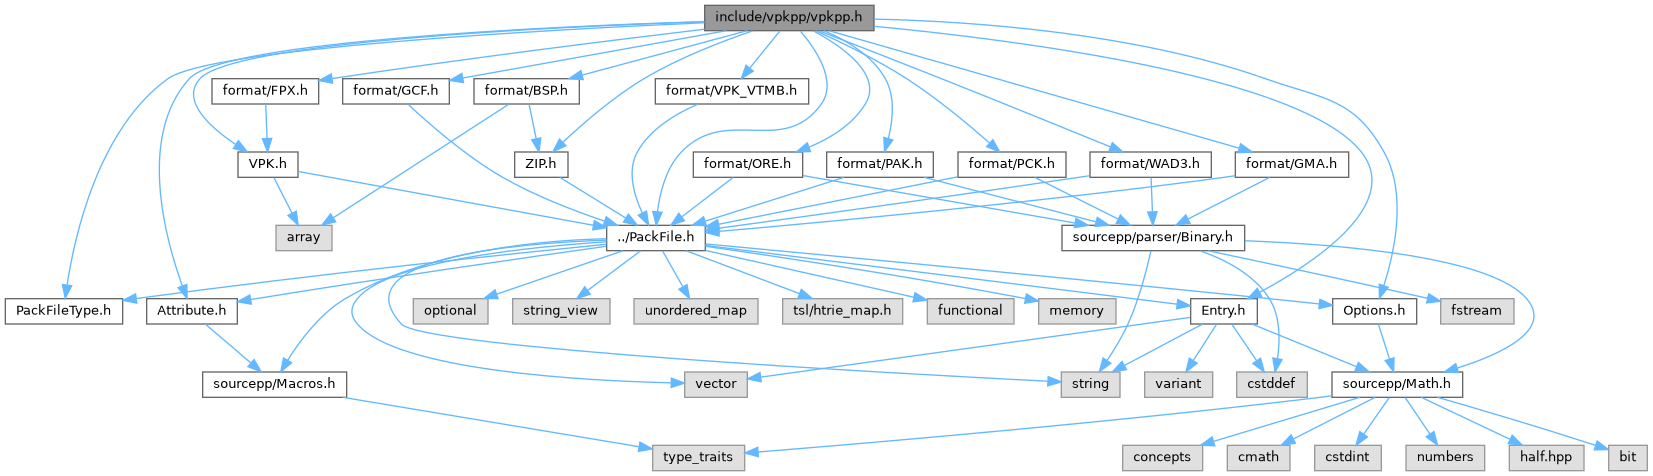 include/vpkpp/vpkpp.h
format/FPX.h
format/GCF.h
format/BSP.h
format/VPK_VTMB.h
VPK.h
ZIP.h
format/ORE.h
format/PAK.h
format/PCK.h
format/WAD3.h
format/GMA.h
array
../PackFile.h
sourcepp/parser/Binary.h
PackFileType.h
Attribute.h
optional
string_view
unordered_map
tsl/htrie_map.h
functional
memory
Entry.h
Options.h
fstream
sourcepp/Macros.h
vector
string
variant
cstddef
sourcepp/Math.h
type_traits
concepts
cmath
cstdint
numbers
half.hpp
bit